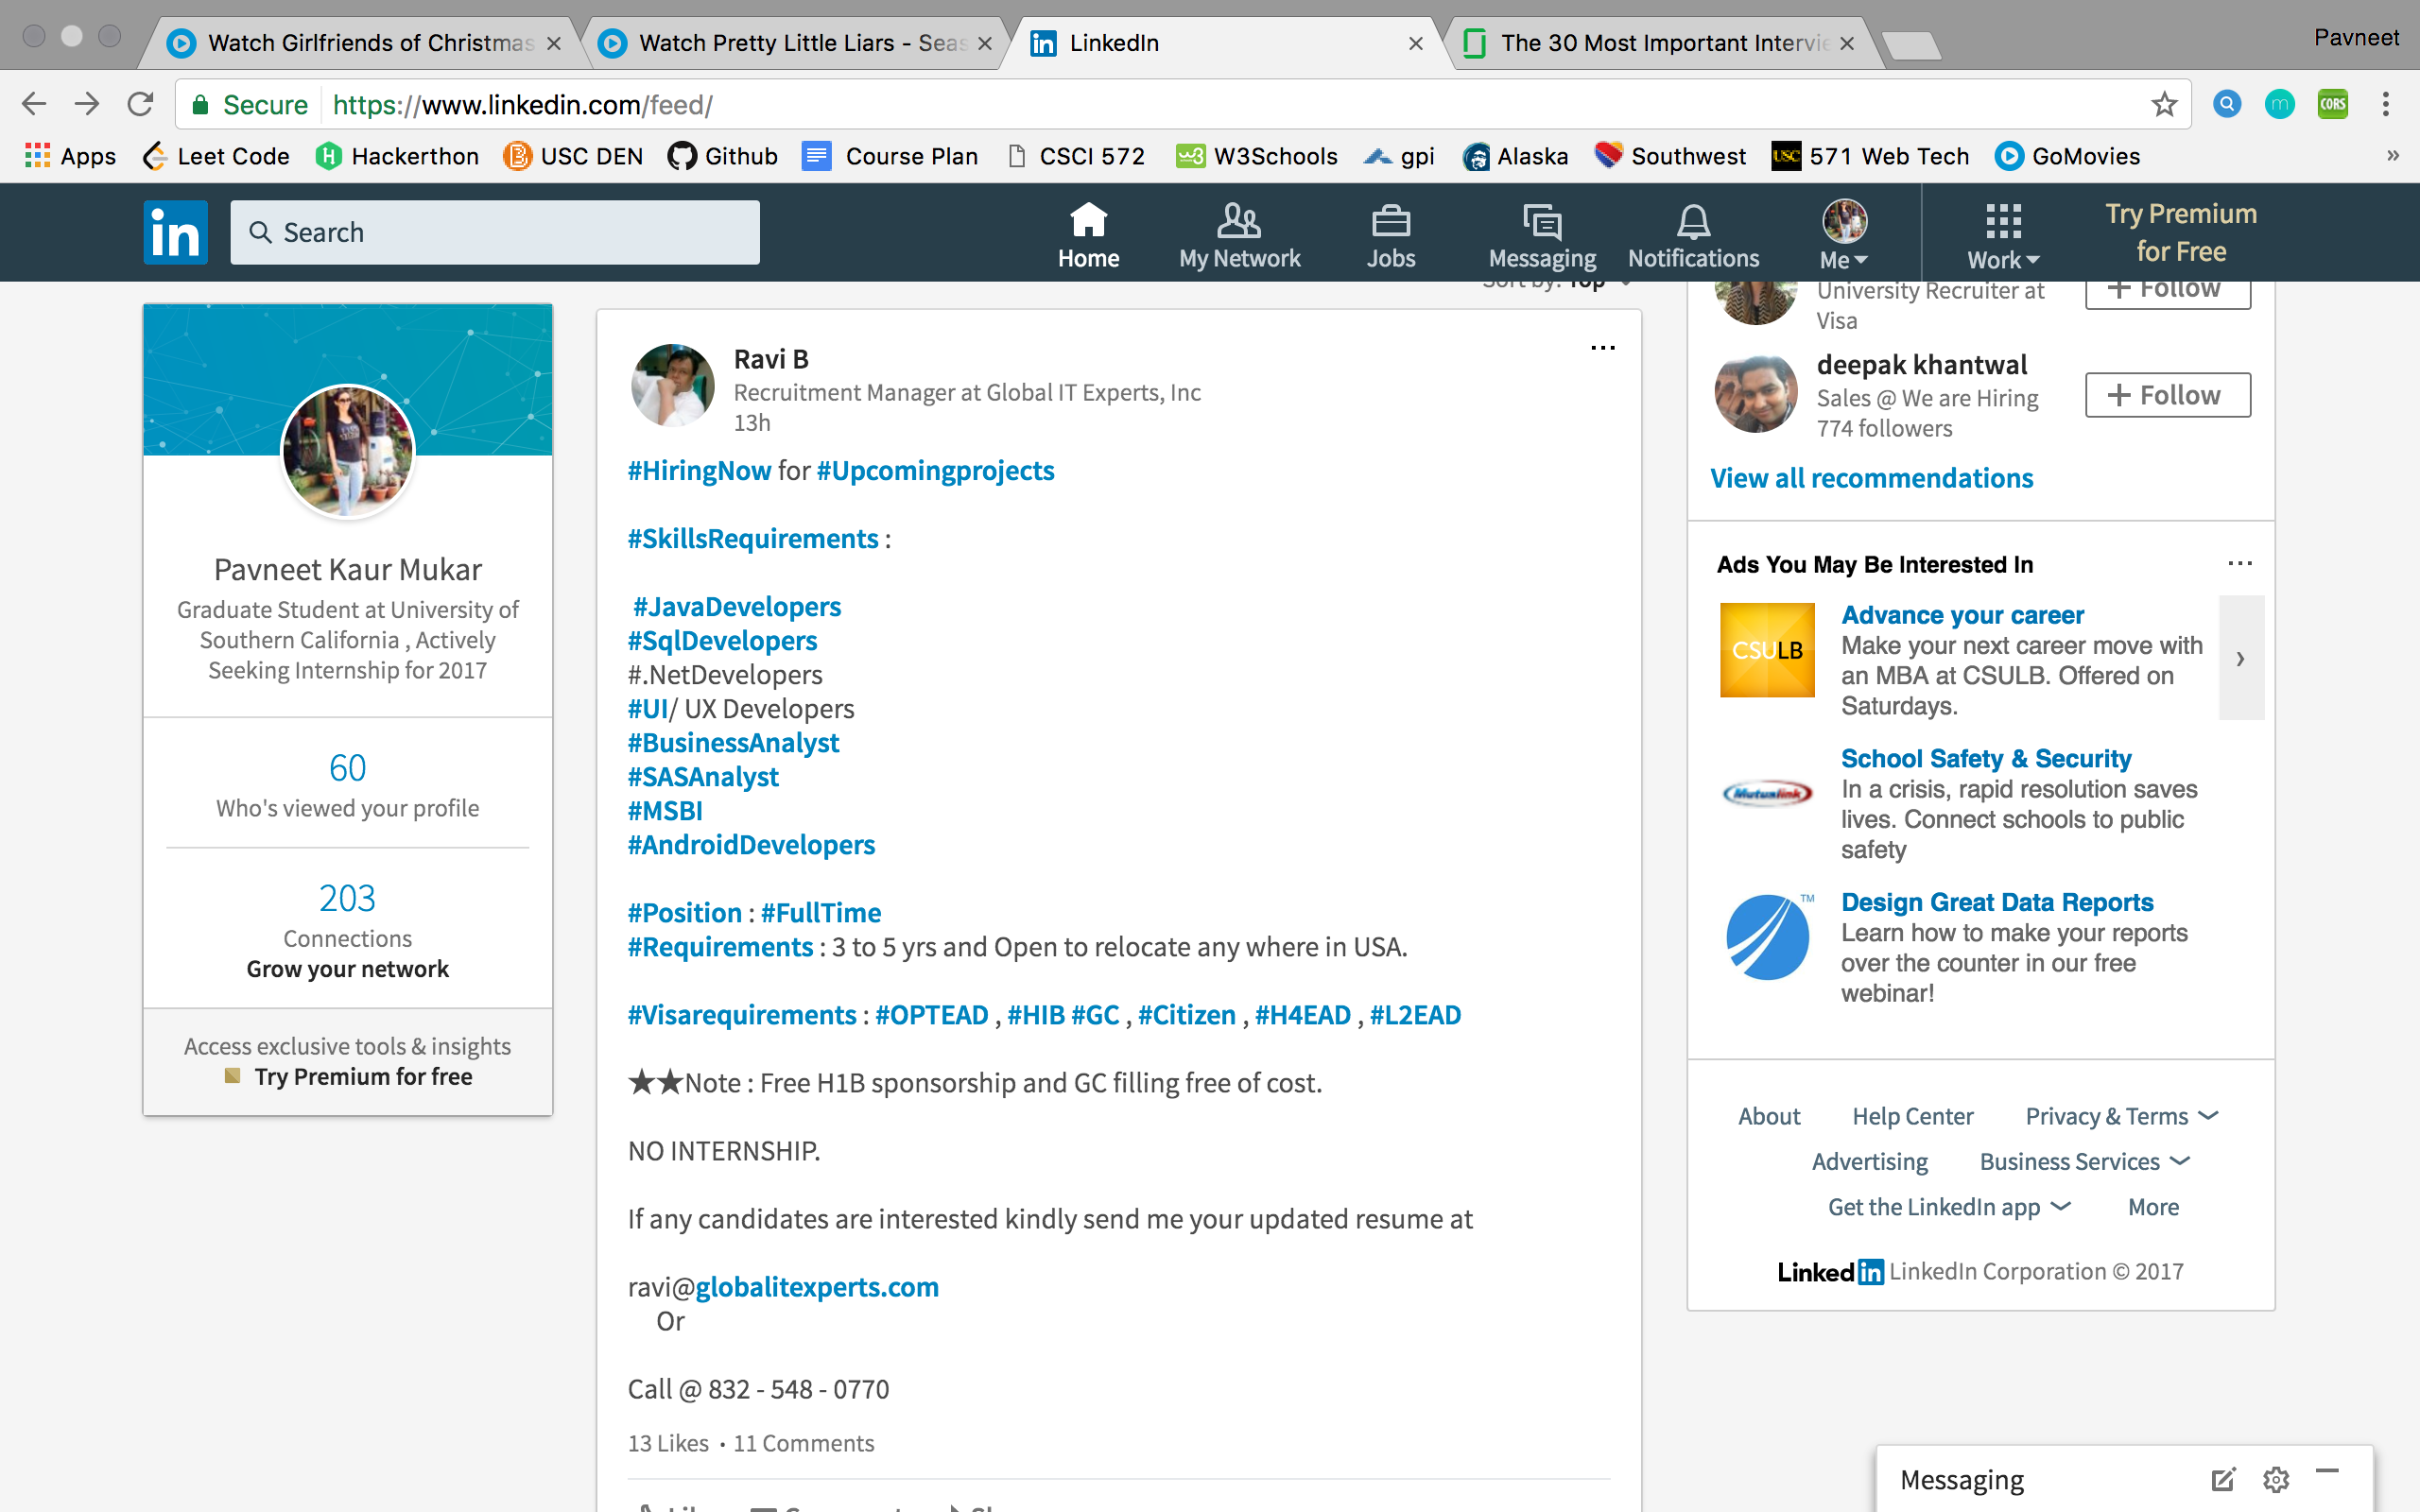 Watch Girlfriends of Christmas
Watch Pretty Little Liars - Seas
LinkedIn
The 30 Most Important Intervie
Pavneet
Secure https://www.linkedin.com/feed/
CORS
Apps Leet Code Hackerthon USC DEN Github Course Plan CSCI 572 W3Schools gpi Alaska Southwest 571 Web Tech GoMovies »
in Search Home My Network Jobs Messaging Notifications Me Work Try Premium
for Free
Sort by: Top
Pavneet Kaur Mukar
Graduate Student at University of
Southern California , Actively
Seeking Internship for 2017
60
Who's viewed your profile
203
Connections
Grow your network
Access exclusive tools & insights
Try Premium for free
Ravi B
Recruitment Manager at Global IT Experts, Inc
13h
#HiringNow for #Upcomingprojects
#SkillsRequirements :
#JavaDevelopers
#SqlDevelopers
#.NetDevelopers
#UI/ UX Developers
#BusinessAnalyst
#SASAnalyst
#MSBI
#AndroidDevelopers
#Position : #FullTime
#Requirements : 3 to 5 yrs and Open to relocate any where in USA.
#Visarequirements : #OPTEAD , #HIB #GC , #Citizen , #H4EAD , #L2EAD
★★Note : Free H1B sponsorship and GC filling free of cost.
NO INTERNSHIP.
If any candidates are interested kindly send me your updated resume at
ravi@globalitexperts.com
Or
Call @ 832 - 548 - 0770
13 Likes • 11 Comments
University Recruiter at
Visa
+ Follow
deepak khantwal
Sales @ We are Hiring
774 followers
+ Follow
View all recommendations
Ads You May Be Interested In
CSULB
Advance your career
Make your next career move with
an MBA at CSULB. Offered on
Saturdays.
Mutualink
School Safety & Security
In a crisis, rapid resolution saves
lives. Connect schools to public
safety
TM
Design Great Data Reports
Learn how to make your reports
over the counter in our free
webinar!
About Help Center Privacy & Terms
Advertising Business Services
Get the LinkedIn app More
LinkedIn LinkedIn Corporation © 2017
Messaging